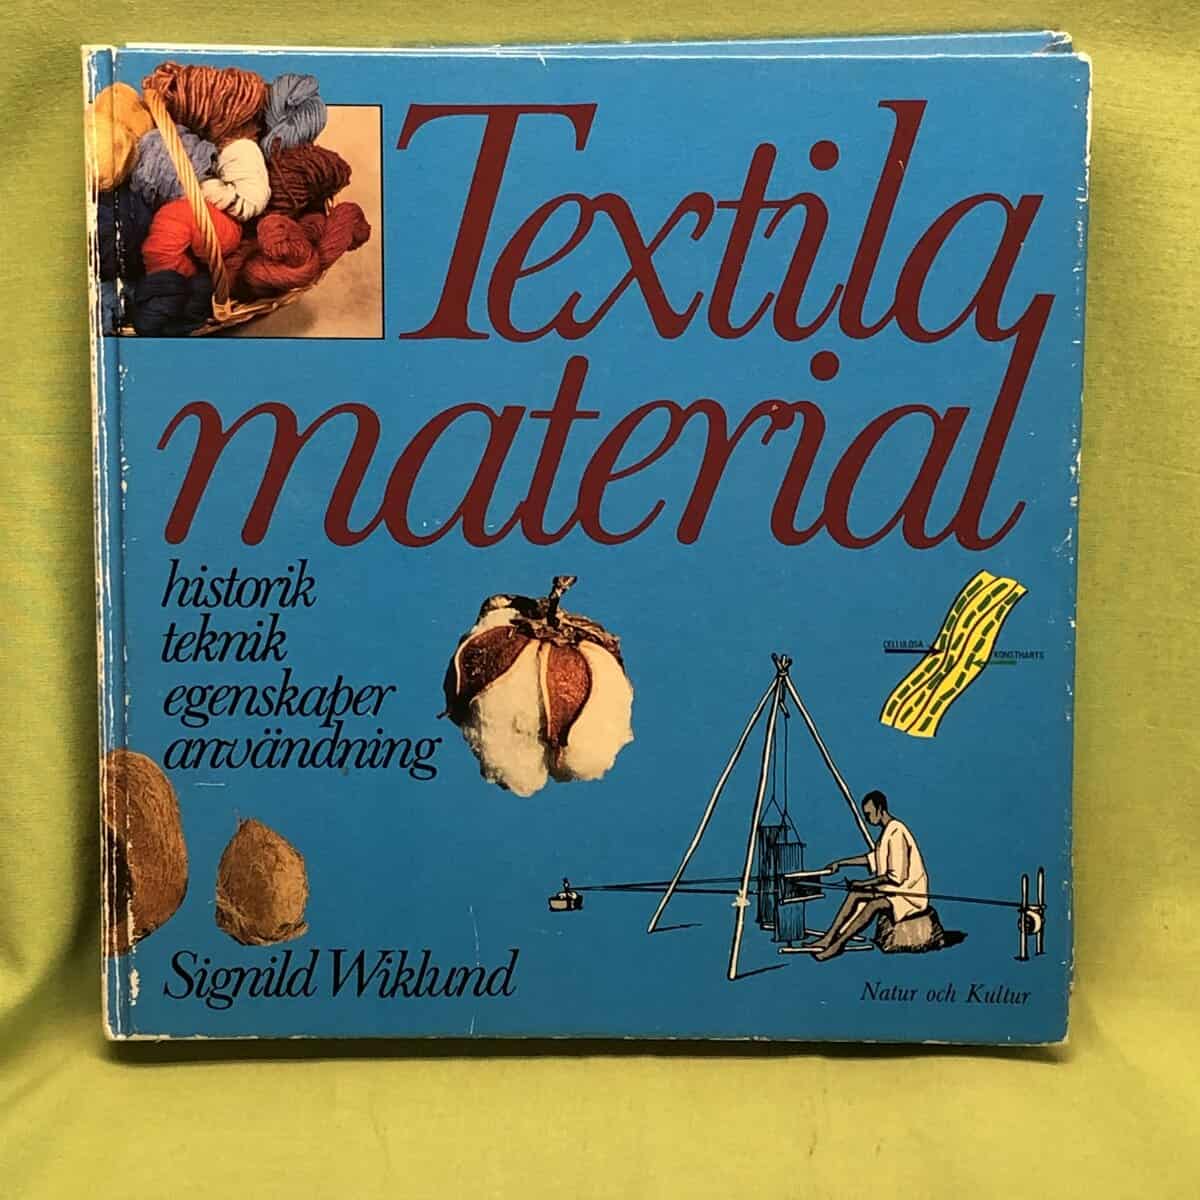 Textila
material
historik
teknik
egenskaper
användning
CELLULOSA
KONSTHARTS
Signild Wiklund
Natur och Kultur